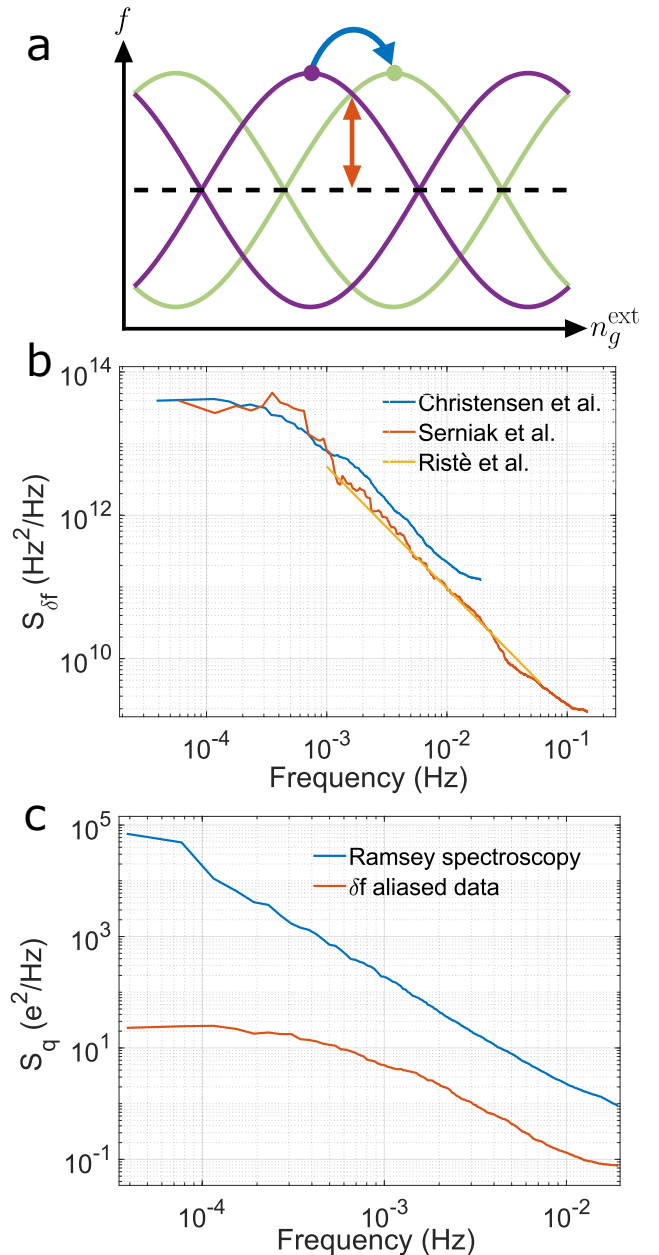 a
f
n_g^ext
b
10^14
10^12
10^10
S_δf (Hz^2/Hz)
Christensen et al.
Serniak et al.
Ristè et al.
10^-4 10^-3 10^-2 10^-1
Frequency (Hz)
c
10^5
10^3
10^1
10^-1
S_q (e^2/Hz)
Ramsey spectroscopy
δf aliased data
10^-4 10^-3 10^-2
Frequency (Hz)